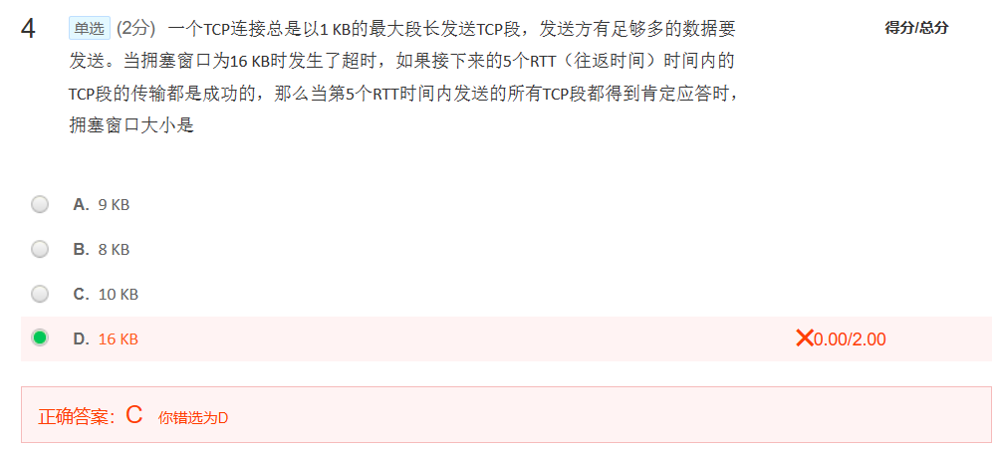 4 单选 (2分) 一个TCP连接总是以1 KB的最大段长发送TCP段，发送方有足够多的数据要 得分/总分
发送。当拥塞窗口为16 KB时发生了超时，如果接下来的5个RTT（往返时间）时间内的
TCP段的传输都是成功的，那么当第5个RTT时间内发送的所有TCP段都得到肯定应答时，
拥塞窗口大小是
A. 9 KB
B. 8 KB
C. 10 KB
D. 16 KB 0.00/2.00
正确答案：C 你错选为D